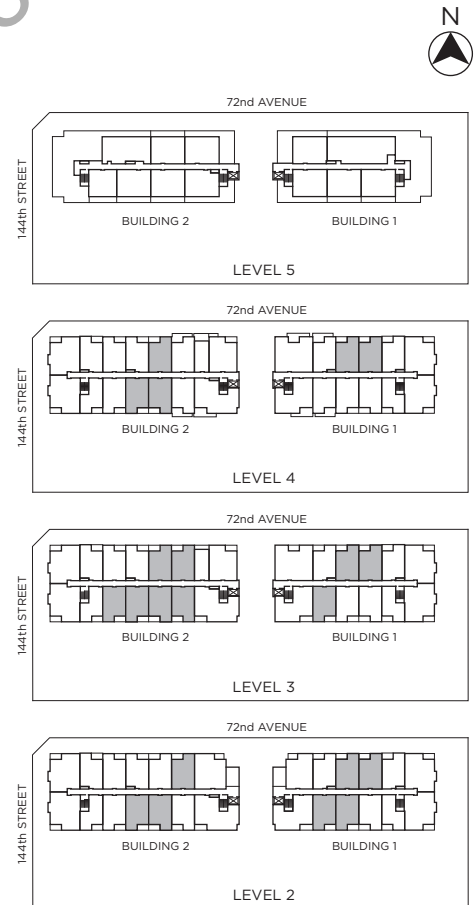 N
72nd AVENUE
144th STREET
BUILDING 2
BUILDING 1
LEVEL 5
72nd AVENUE
144th STREET
BUILDING 2
BUILDING 1
LEVEL 4
72nd AVENUE
144th STREET
BUILDING 2
BUILDING 1
LEVEL 3
72nd AVENUE
144th STREET
BUILDING 2
BUILDING 1
LEVEL 2